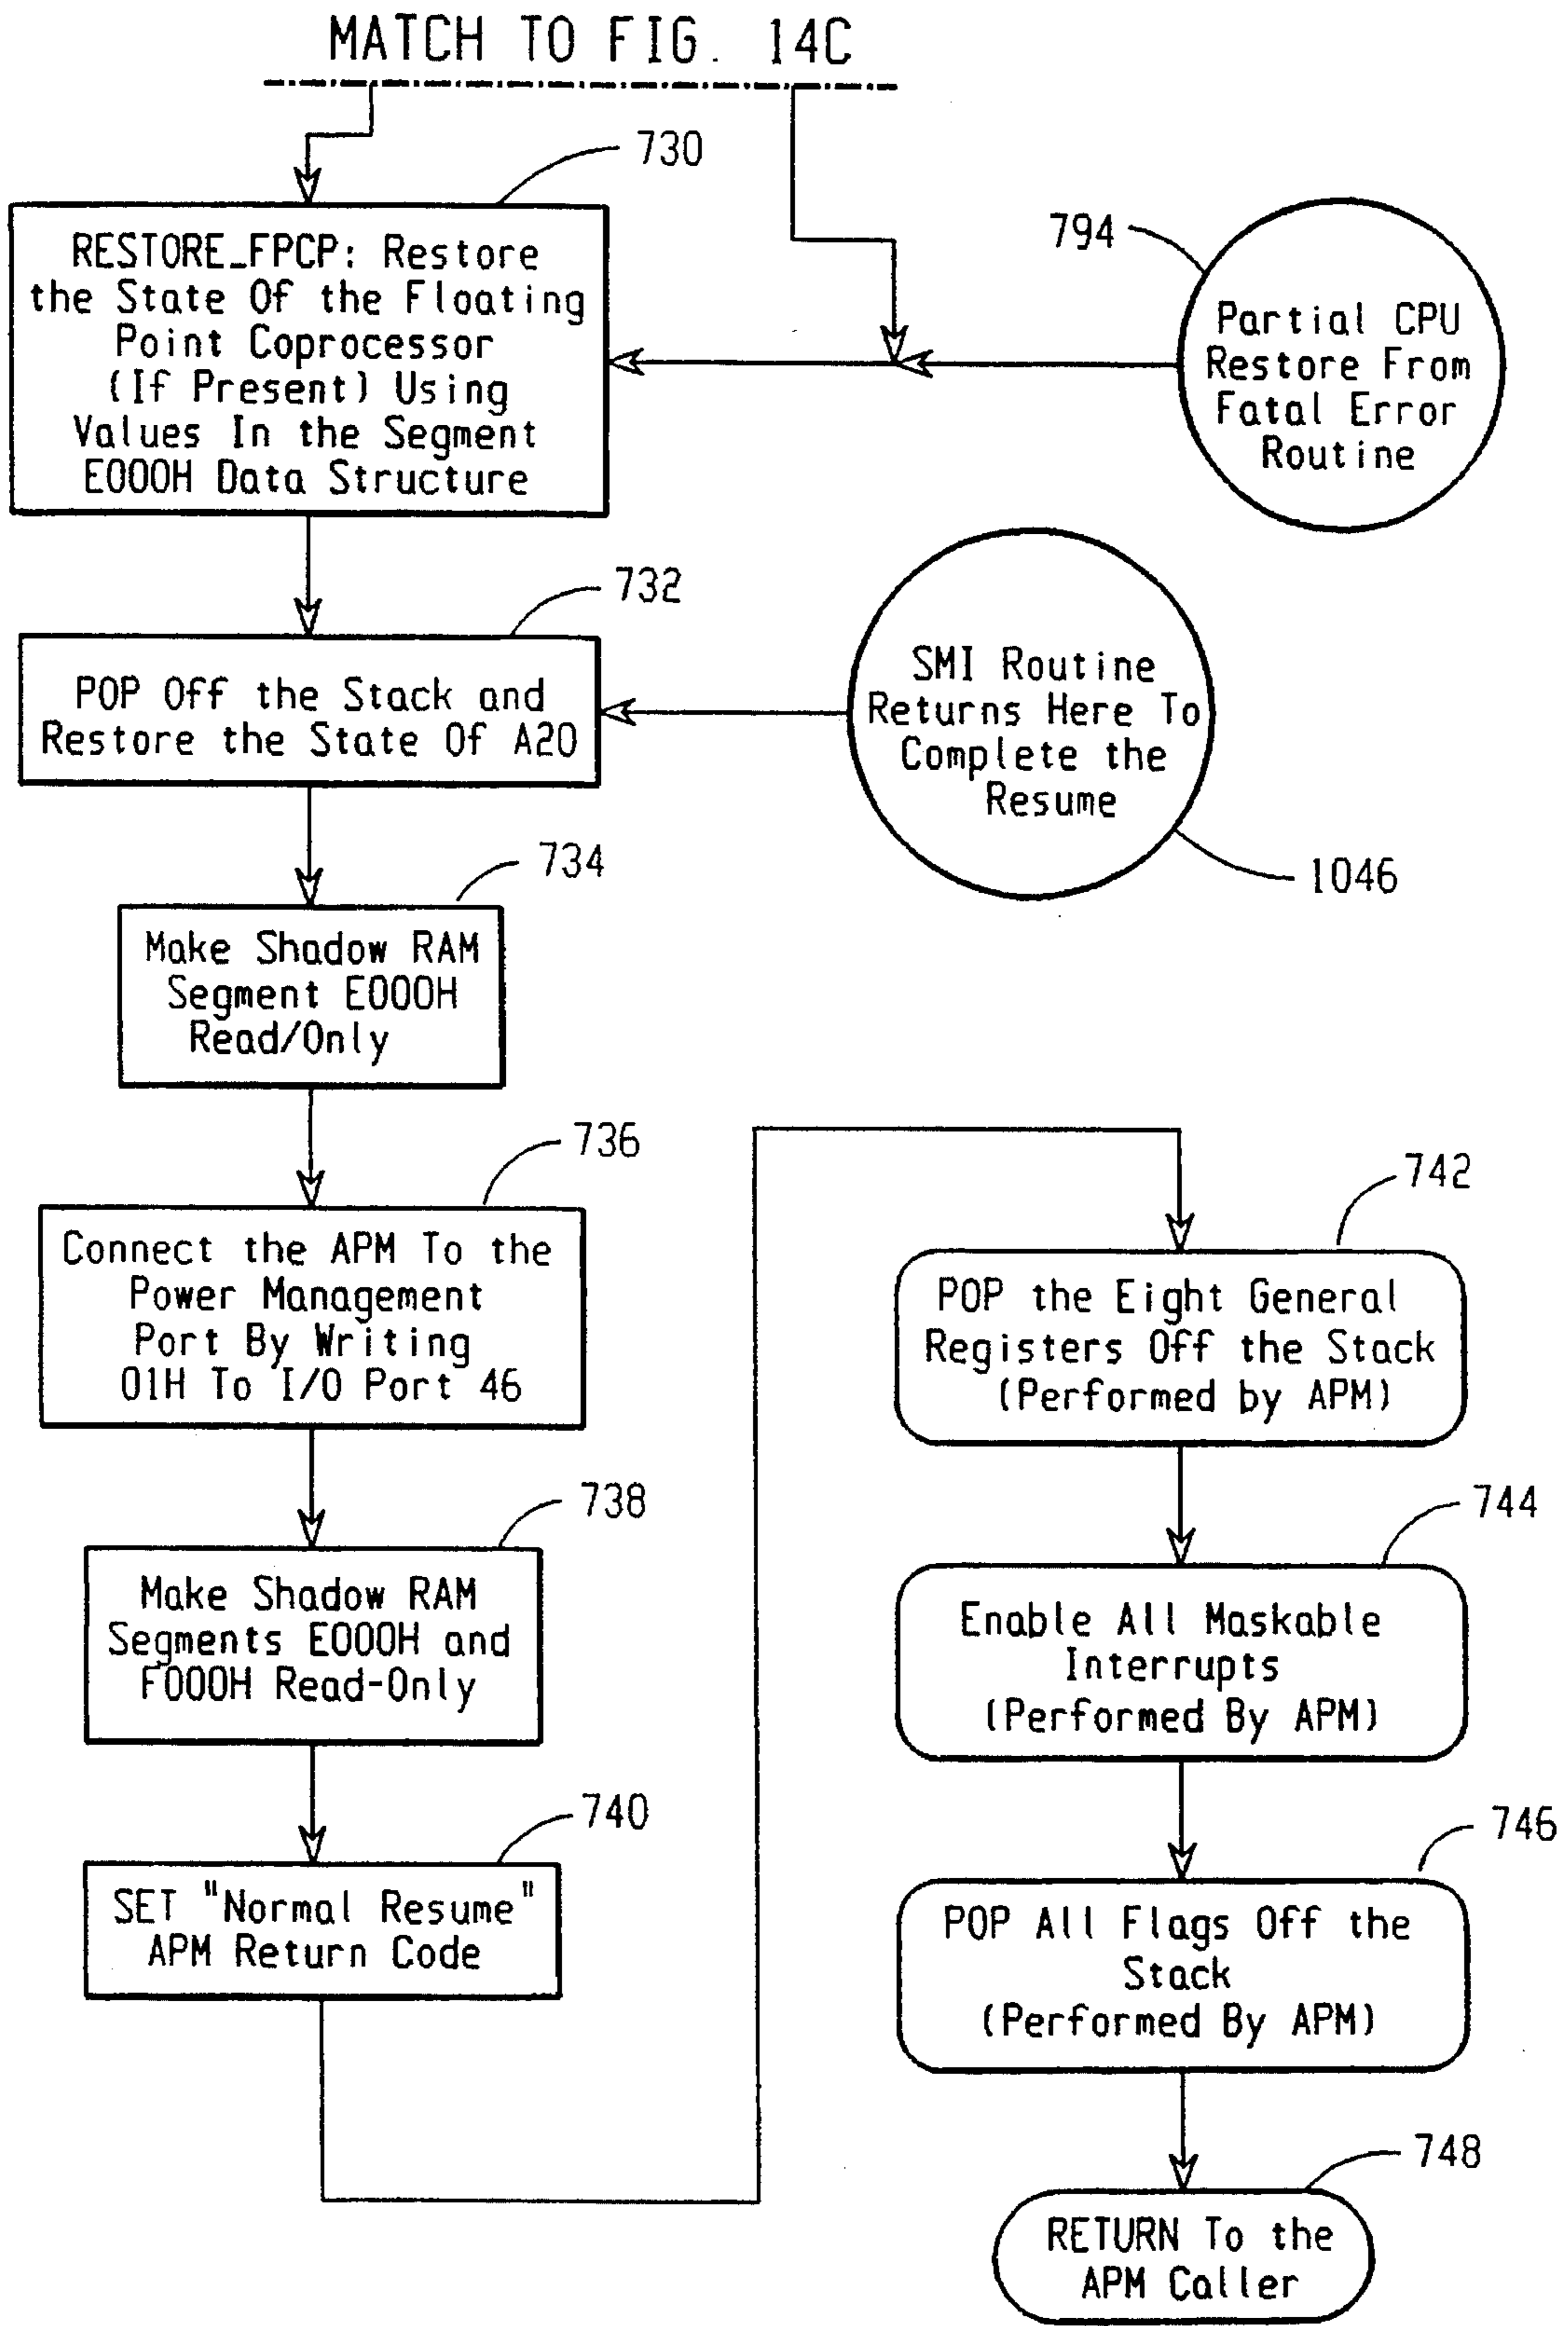 MATCH TO FIG. 14C
730
RESTORE_FPCP: Restore
the State Of the Floating
Point Coprocessor
(If Present) Using
Values In the Segment
E000H Data Structure
794
Partial CPU
Restore From
Fatal Error
Routine
732
POP Off the Stack and
Restore the State Of A20
SMI Routine
Returns Here To
Complete the
Resume
1046
734
Make Shadow RAM
Segment E000H
Read/Only
736
Connect the APM To the
Power Management
Port By Writing
01H To I/O Port 46
738
Make Shadow RAM
Segments E000H and
F000H Read-Only
740
SET "Normal Resume"
APM Return Code
742
POP the Eight General
Registers Off the Stack
(Performed by APM)
744
Enable All Maskable
Interrupts
(Performed By APM)
746
POP All Flags Off the
Stack
(Performed By APM)
748
RETURN To the
APM Caller